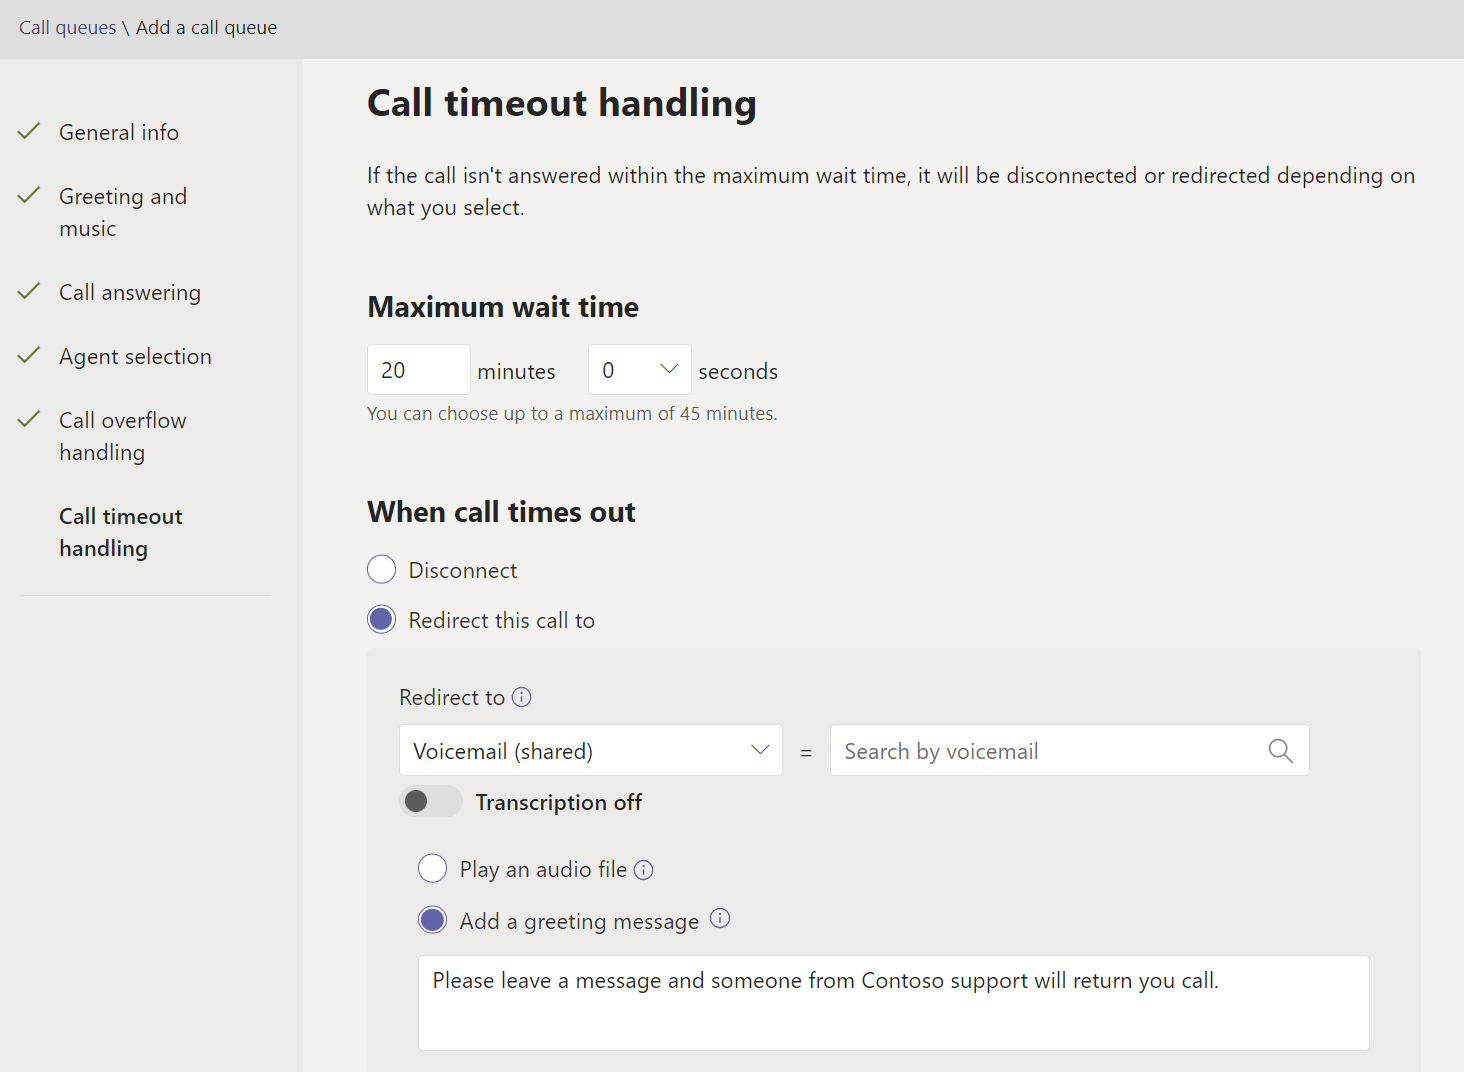 Call queues \ Add a call queue
General info
Greeting and
music
Call answering
Agent selection
Call overflow
handling
Call timeout
handling
Call timeout handling
If the call isn't answered within the maximum wait time, it will be disconnected or redirected depending on
what you select.
Maximum wait time
20 minutes 0 seconds
You can choose up to a maximum of 45 minutes.
When call times out
Disconnect
Redirect this call to
Redirect to
Voicemail (shared) = Search by voicemail
Transcription off
Play an audio file
Add a greeting message
Please leave a message and someone from Contoso support will return you call.